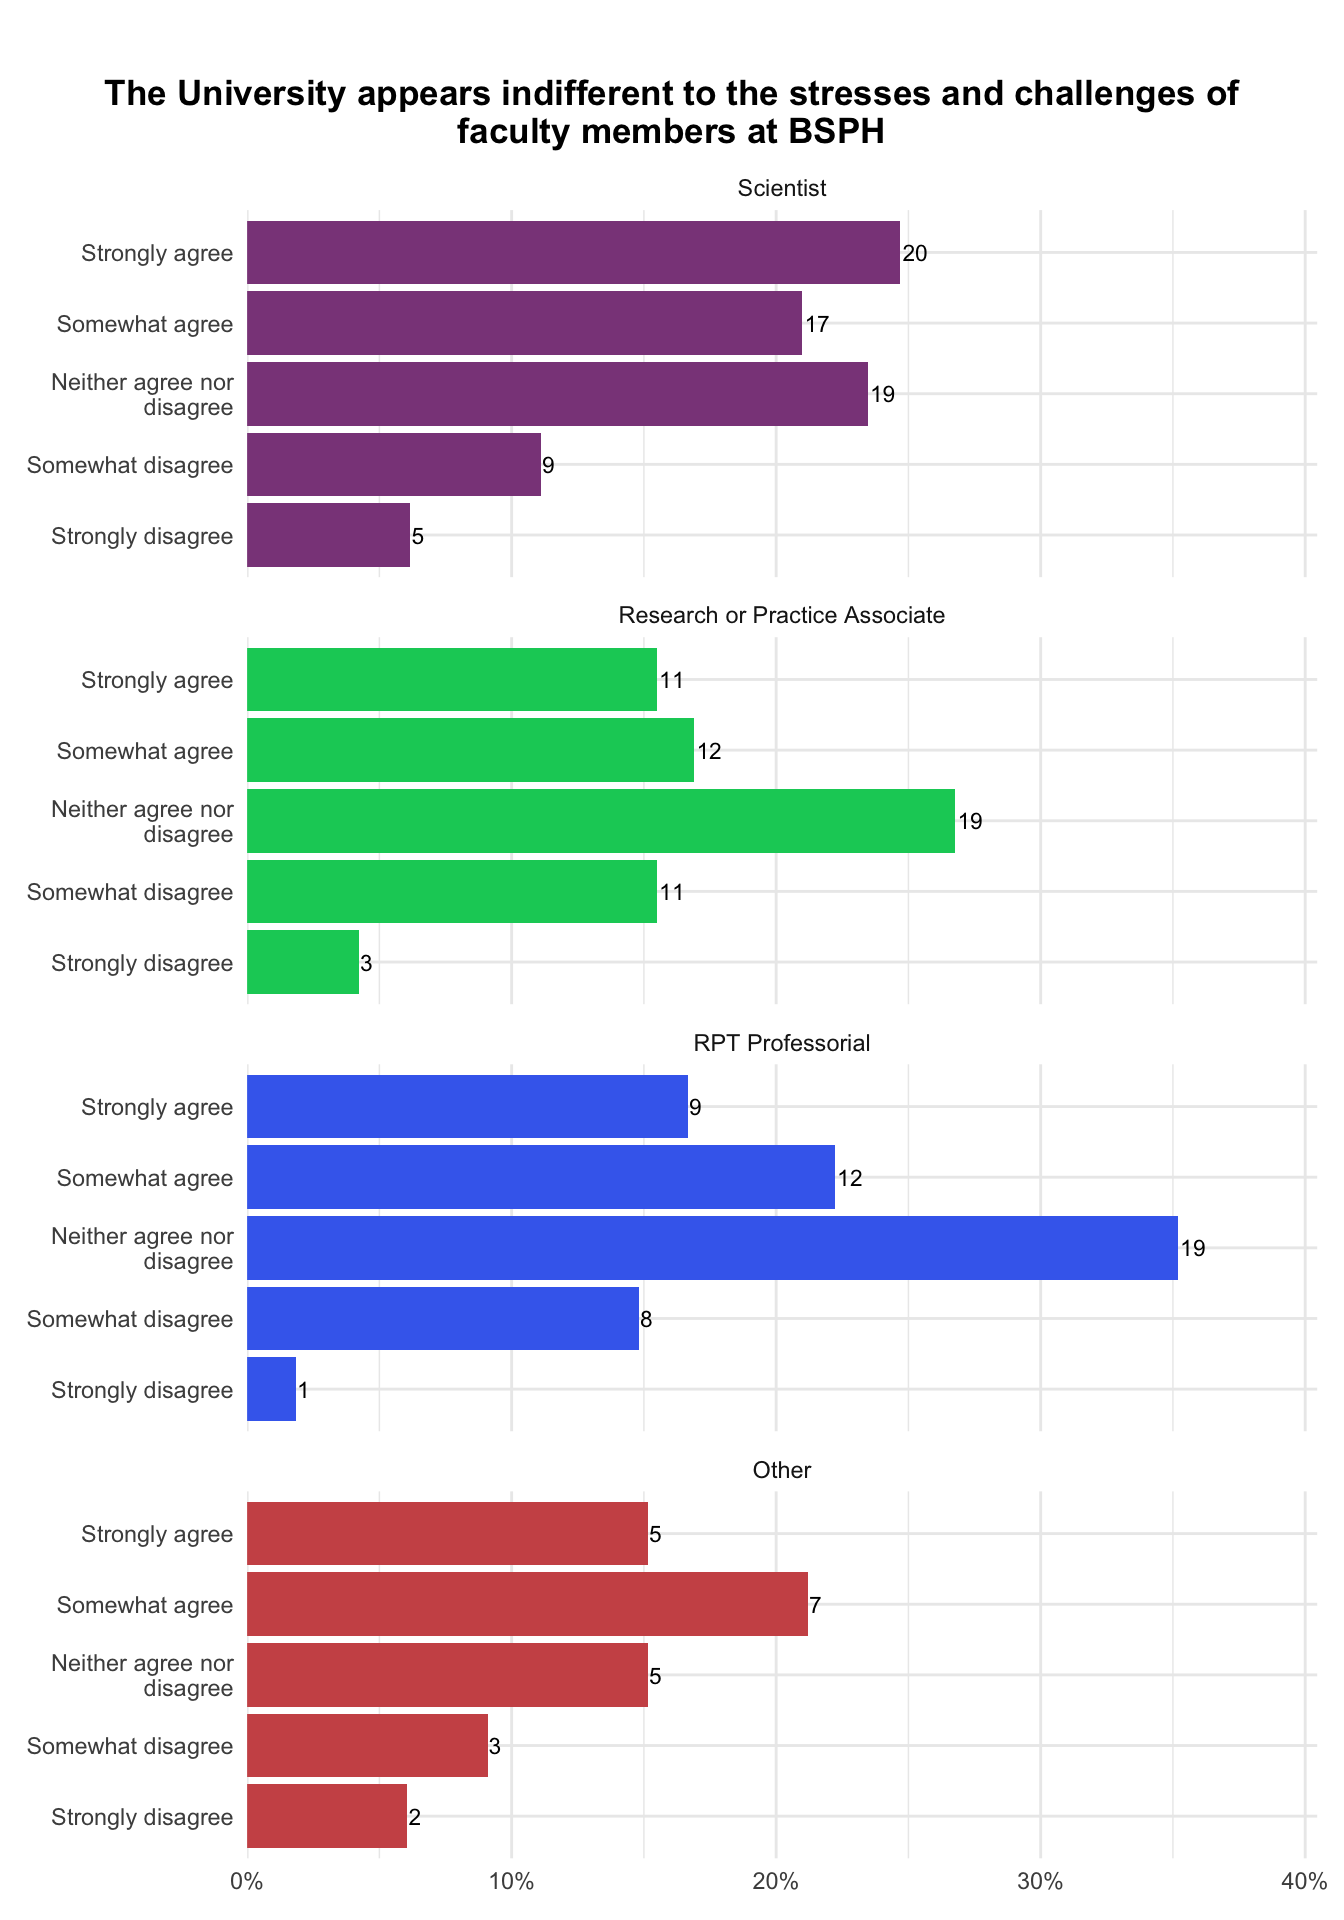 The University appears indifferent to the stresses and challenges of
faculty members at BSPH
Scientist
Strongly agree
20
Somewhat agree
17
Neither agree nor
disagree
19
Somewhat disagree
9
Strongly disagree
5
Research or Practice Associate
Strongly agree
11
Somewhat agree
12
Neither agree nor
disagree
19
Somewhat disagree
11
Strongly disagree
3
RPT Professorial
Strongly agree
9
Somewhat agree
12
Neither agree nor
disagree
19
Somewhat disagree
8
Strongly disagree
1
Other
Strongly agree
5
Somewhat agree
7
Neither agree nor
disagree
5
Somewhat disagree
3
Strongly disagree
2
0% 10% 20% 30% 40%